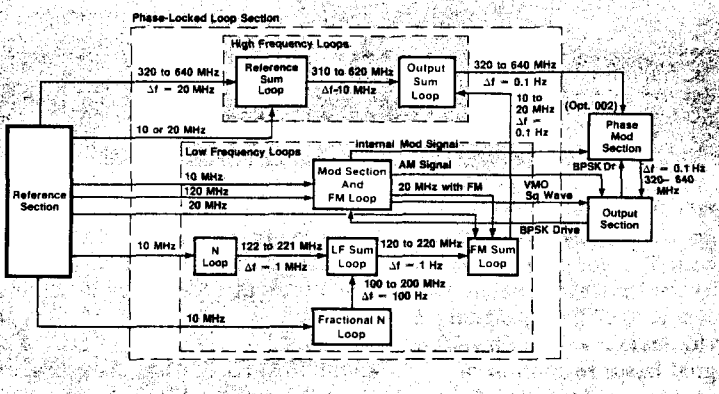 Phase-Locked Loop Section
High Frequency Loops
320 to 640 MHz
Δf = 20 MHz
Reference
Sum
Loop
310 to 620 MHz
Δf-10 MHz
Output
Sum
Loop
320 to 640 MHz
Δf = 0.1 Hz
10 to
20 MHz
Δf =
0.1 Hz
(Opt. 002)
Phase
Mod
Section
10 or 20 MHz
Low Frequency Loops
Internal Mod Signal
AM Signal
BPSK Dr
Δf = 0.1 Hz
320- 640
MHz
Reference
Section
10 MHz
120 MHz
20 MHz
Mod Section
And
FM Loop
20 MHz with FM
VMO
Sq Wave
Output
Section
BPSK Drive
10 MHz
N
Loop
122 to 221 MHz
Δf = 1 MHz
LF Sum
Loop
120 to 220 MHz
Δf = 1 Hz
FM Sum
Loop
100 to 200 MHz
Δf = 100 Hz
10 MHz
Fractional N
Loop